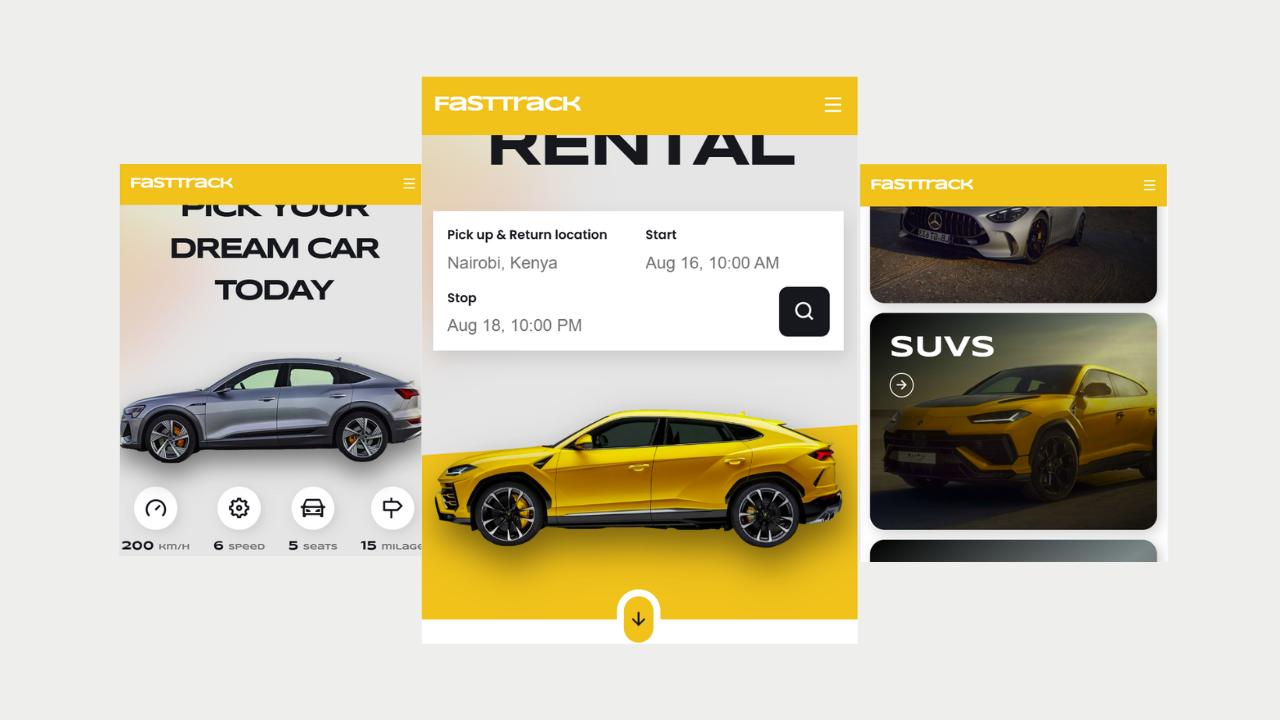 FaSTTraCK
PICK YOUR
DREAM CAR
TODAY
200 KM/H
6 SPEED
5 SEATS
15 MILAGE
FaSTTraCK
RENTAL
Pick up & Return location
Nairobi, Kenya
Start
Aug 16, 10:00 AM
Stop
Aug 18, 10:00 PM
FaSTTraCK
SUVS